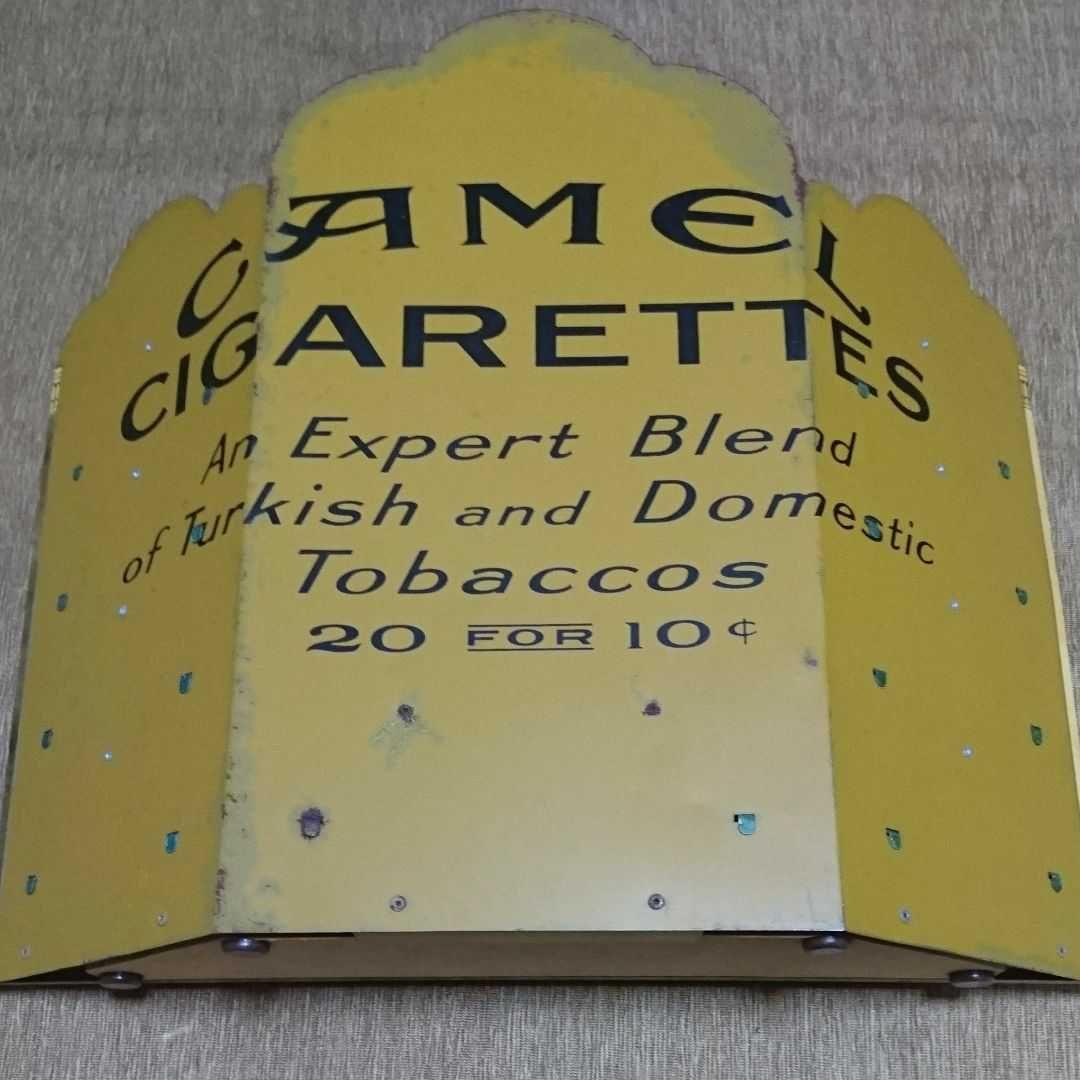 CAMEL
CIGARETTES
An Expert Blend
of Turkish and Domestic
Tobaccos
20 FOR 10¢